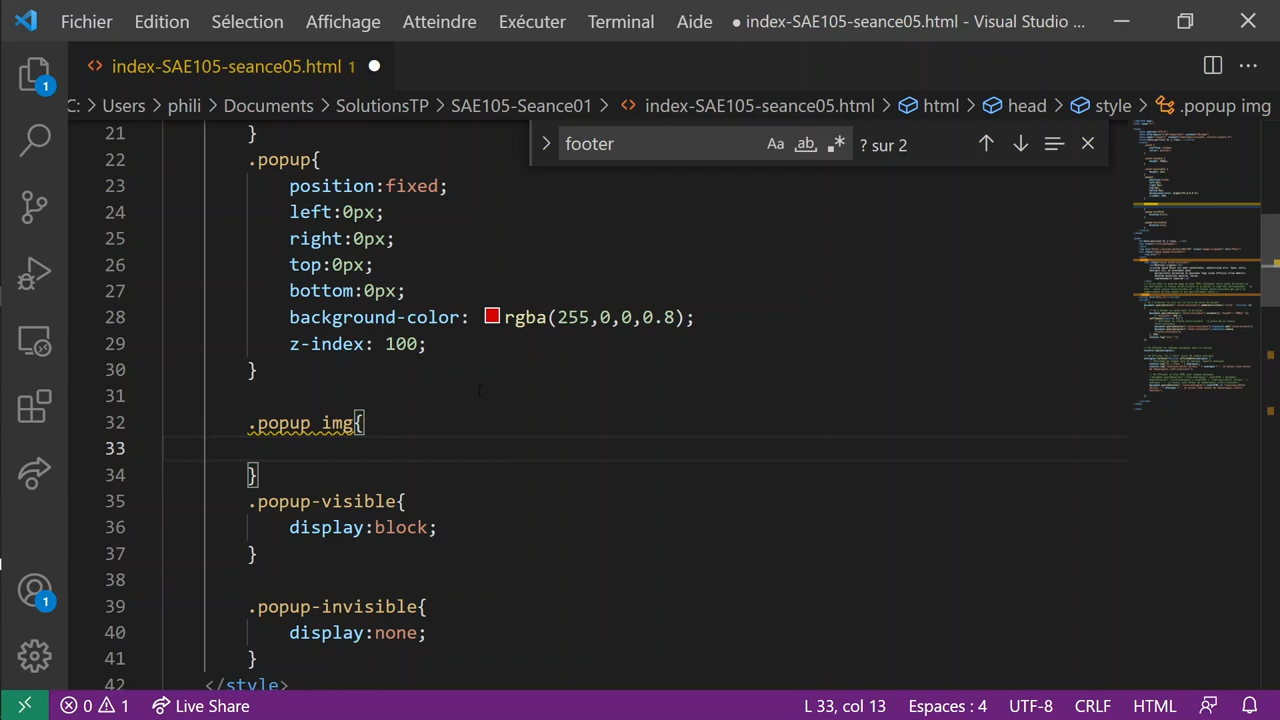 Fichier Edition Sélection Affichage Atteindre Exécuter Terminal Aide ● index-SAE105-seance05.html - Visual Studio ...
index-SAE105-seance05.html 1
C: > Users > phili > Documents > SolutionsTP > SAE105-Seance01 > index-SAE105-seance05.html > html > head > style > .popup img
footer Aa ab .* ? sur 2
21 }
22 .popup{
23 position:fixed;
24 left:0px;
25 right:0px;
26 top:0px;
27 bottom:0px;
28 background-color: rgba(255,0,0,0.8);
29 z-index: 100;
30 }
31
32 .popup img{
33
34 }
35 .popup-visible{
36 display:block;
37 }
38
39 .popup-invisible{
40 display:none;
41 }
42 </style>
1
1
0 1 Live Share L 33, col 13 Espaces : 4 UTF-8 CRLF HTML